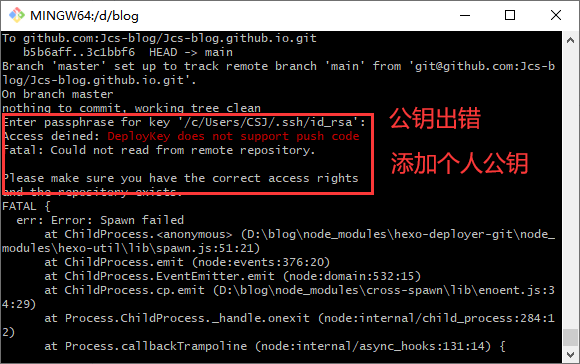 MINGW64:/d/blog
To github.com:Jcs-blog/Jcs-Blog.github.io.git
b5b6aff..3c1bbf6 HEAD -> main
Branch 'master' set up to track remote branch 'main' from 'git@github.com:Jcs-b
log/Jcs-Blog.github.io.git'.
On branch master
nothing to commit, working tree clean
Enter passphrase for key '/c/Users/CSJ/.ssh/id_rsa':
Access deined: DeployKey does not support push code
fatal: Could not read from remote repository.
公钥出错
添加个人公钥
Please make sure you have the correct access rights
and the repository exists.
FATAL {
err: Error: Spawn failed
at ChildProcess.<anonymous> (D:\blog\node_modules\hexo-deployer-git\node_
modules\hexo-util\lib\spawn.js:51:21)
at ChildProcess.emit (node:events:376:20)
at ChildProcess.EventEmitter.emit (node:domain:532:15)
at ChildProcess.cp.emit (D:\blog\node_modules\cross-spawn\lib\enoent.js:3
4:29)
at Process.ChildProcess._handle.onexit (node:internal/child_process:284:1
2)
at Process.callbackTrampoline (node:internal/async_hooks:131:14) {